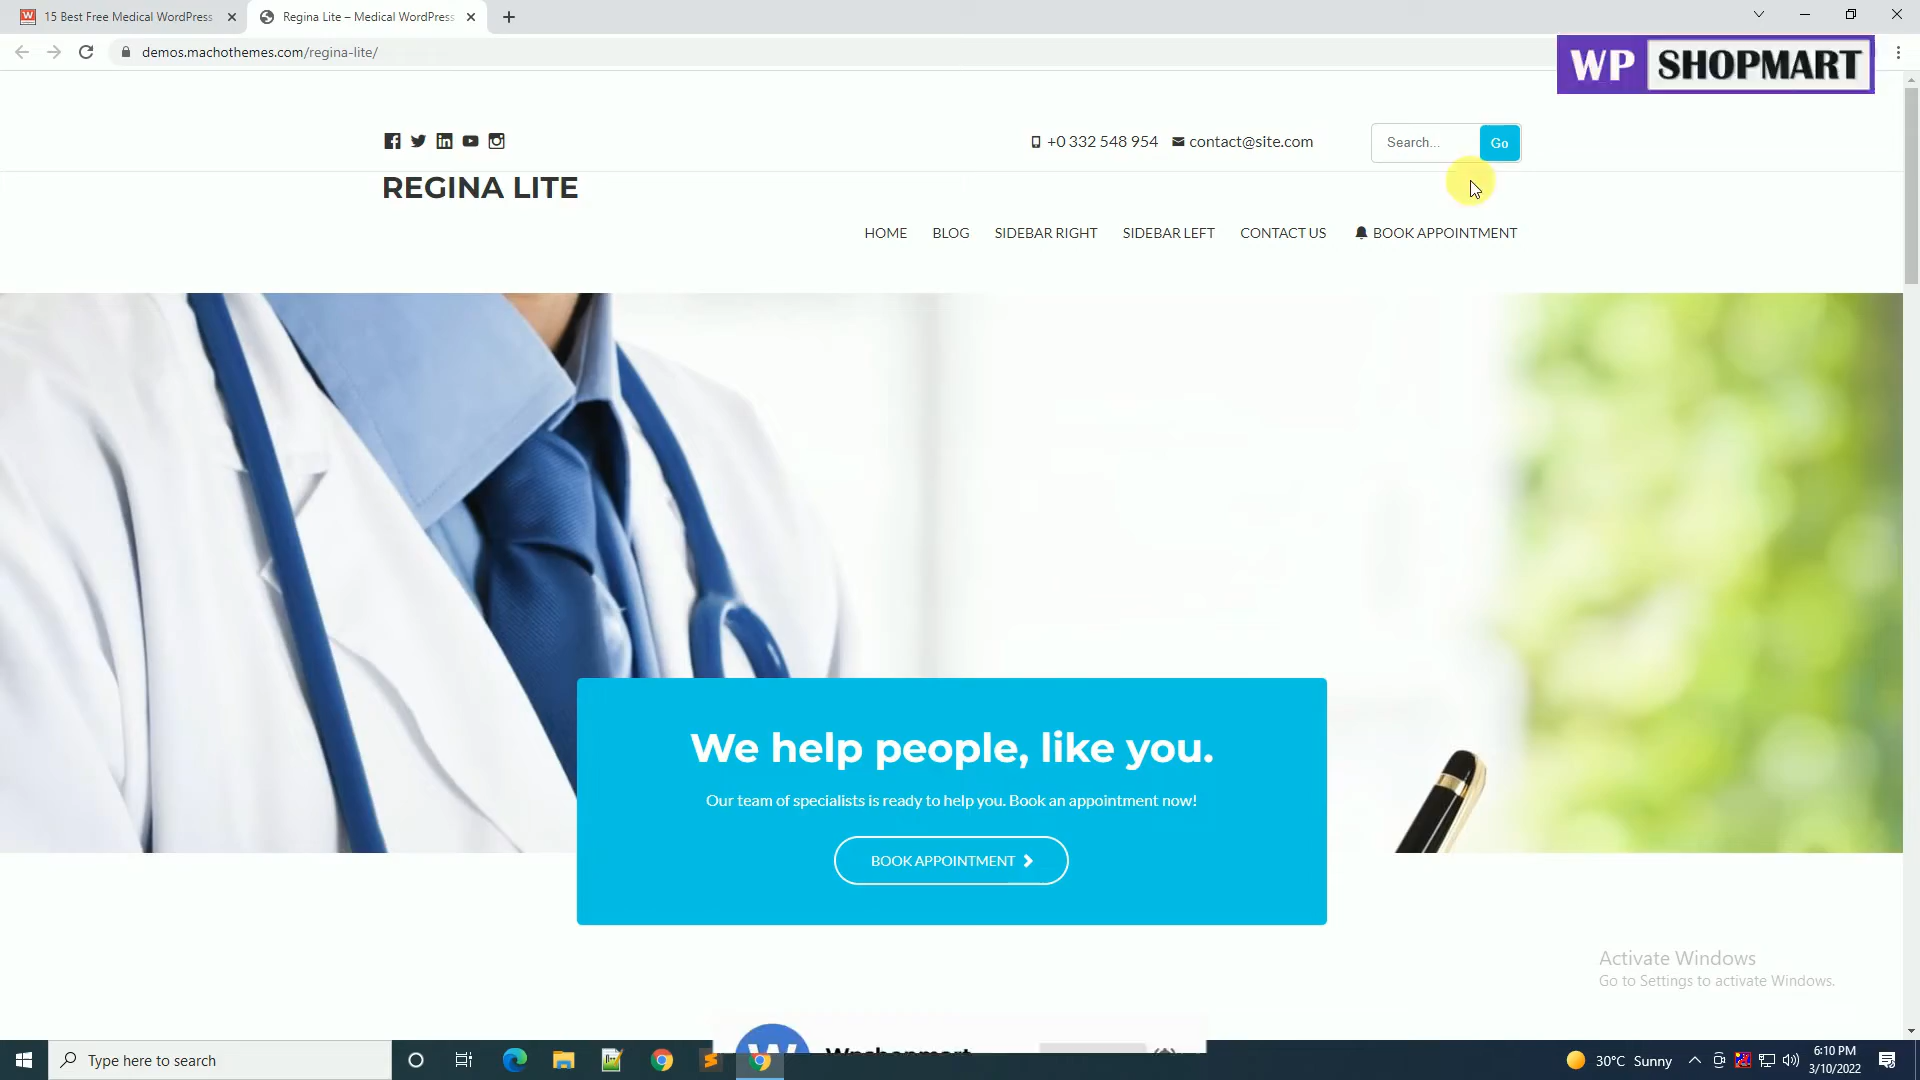 15 Best Free Medical WordPress
Regina Lite – Medical WordPress
demos.machothemes.com/regina-lite/
WP SHOPMART
+0 332 548 954
contact@site.com
Search...
Go
REGINA LITE
HOME
BLOG
SIDEBAR RIGHT
SIDEBAR LEFT
CONTACT US
BOOK APPOINTMENT
We help people, like you.
Our team of specialists is ready to help you. Book an appointment now!
BOOK APPOINTMENT
Activate Windows
Go to Settings to activate Windows.
Wpshopmart
Type here to search
30°C Sunny
6:10 PM
3/10/2022